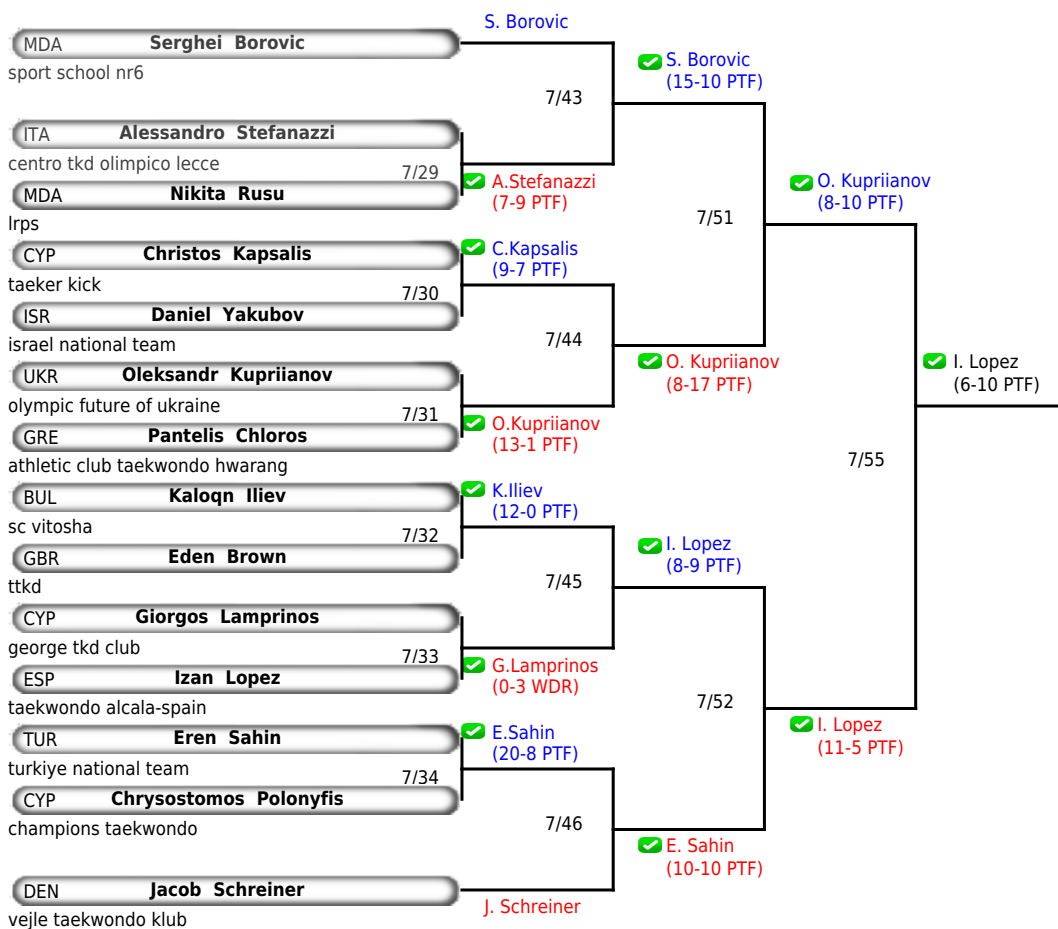 S. Borovic
MDA Serghei Borovic
sport school nr6
S. Borovic
(15-10 PTF)
7/43
ITA Alessandro Stefanazzi
centro tkd olimpico lecce
7/29
A.Stefanazzi
(7-9 PTF)
MDA Nikita Rusu
lrps
O. Kupriianov
(8-10 PTF)
7/51
CYP Christos Kapsalis
taeker kick
C.Kapsalis
(9-7 PTF)
7/30
ISR Daniel Yakubov
israel national team
7/44
UKR Oleksandr Kupriianov
olympic future of ukraine
O. Kupriianov
(8-17 PTF)
I. Lopez
(6-10 PTF)
7/31
GRE Pantelis Chloros
athletic club taekwondo hwarang
O.Kupriianov
(13-1 PTF)
7/55
BUL Kaloqn Iliev
sc vitosha
K.Iliev
(12-0 PTF)
7/32
GBR Eden Brown
ttkd
I. Lopez
(8-9 PTF)
7/45
CYP Giorgos Lamprinos
george tkd club
7/33
G.Lamprinos
(0-3 WDR)
ESP Izan Lopez
taekwondo alcala-spain
7/52
I. Lopez
(11-5 PTF)
TUR Eren Sahin
turkiye national team
E.Sahin
(20-8 PTF)
7/34
CYP Chrysostomos Polonyfis
champions taekwondo
7/46
E. Sahin
(10-10 PTF)
DEN Jacob Schreiner
vejle taekwondo klub
J. Schreiner